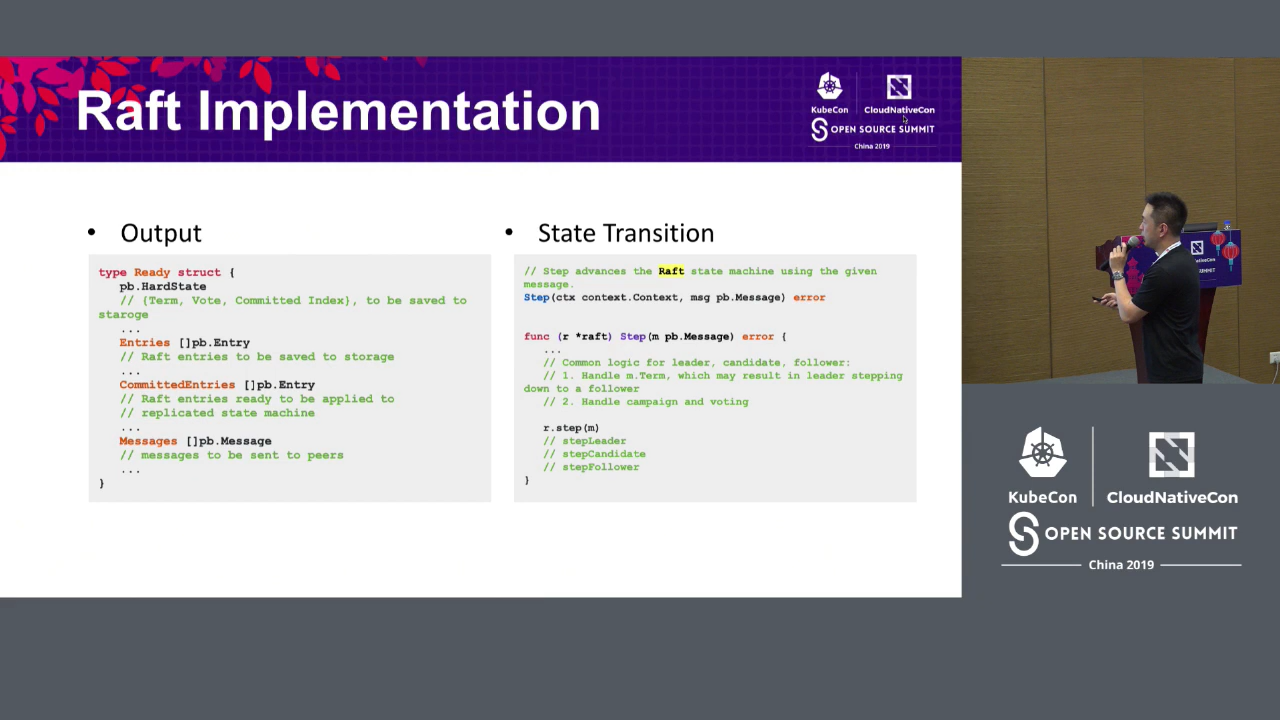 Raft Implementation
KubeCon
CloudNativeCon
OPEN SOURCE SUMMIT
China 2019
• Output
type Ready struct {
pb.HardState
// {Term, Vote, Committed Index}, to be saved to
staroge
...
Entries []pb.Entry
// Raft entries to be saved to storage
...
CommittedEntries []pb.Entry
// Raft entries ready to be applied to
// replicated state machine
...
Messages []pb.Message
// messages to be sent to peers
...
}
• State Transition
// Step advances the Raft state machine using the given
message.
Step(ctx context.Context, msg pb.Message) error
func (r *raft) Step(m pb.Message) error {
...
// Common logic for leader, candidate, follower:
// 1. Handle m.Term, which may result in leader stepping
down to a follower
// 2. Handle campaign and voting
r.step(m)
// stepLeader
// stepCandidate
// stepFollower
}
KubeCon
CloudNativeCon
OPEN SOURCE SUMMIT
China 2019